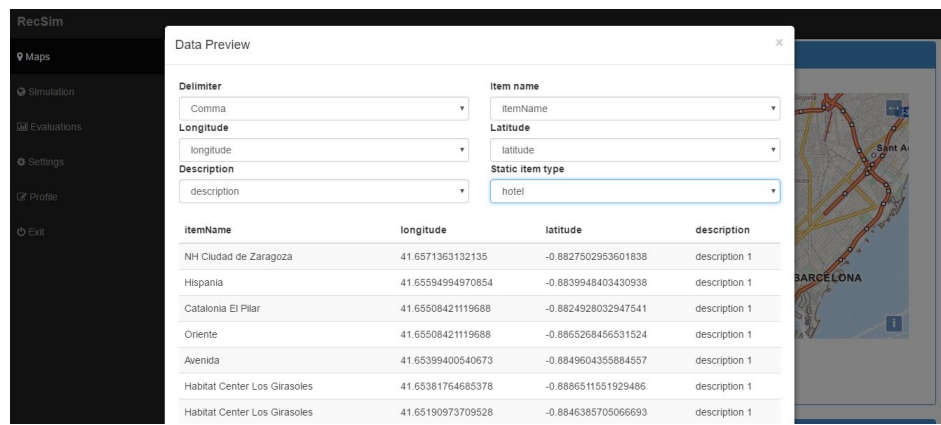 RecSim
Maps
Simulation
Evaluations
Settings
Profile
Exit
Data Preview ×
Delimiter Item name
Comma itemName
Longitude Latitude
longitude latitude
Description Static item type
description hotel
itemName longitude latitude description
NH Ciudad de Zaragoza 41.6571363132135 -0.8827502953601838 description 1
Hispania 41.65594994970854 -0.8839948403430938 description 1
Catalonia El Pilar 41.65508421119688 -0.8824928032947541 description 1
Oriente 41.65508421119688 -0.8865268456531524 description 1
Avenida 41.65399400540673 -0.8849604355884557 description 1
Habitat Center Los Girasoles 41.65381764685378 -0.8886511551929486 description 1
Habitat Center Los Girasoles 41.65190973709528 -0.8846385705066693 description 1
Sant A
BARCELONA
i